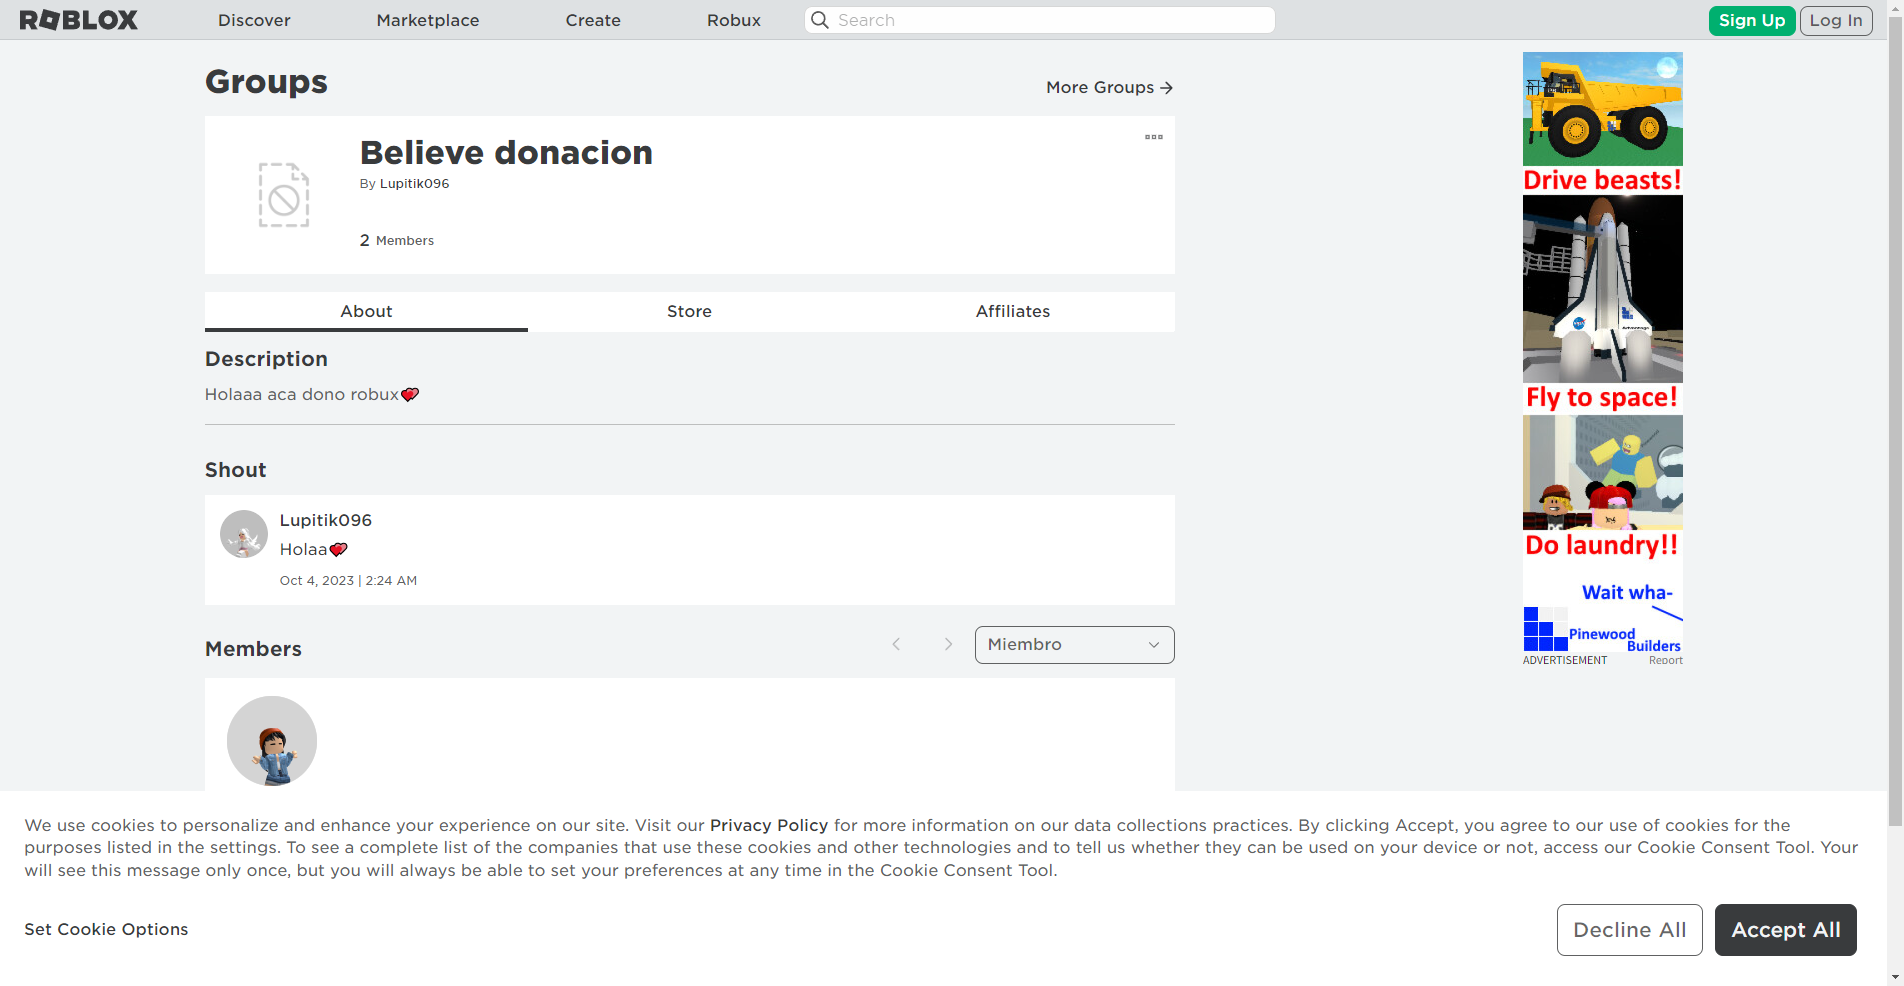 ROBLOX
Discover
Marketplace
Create
Robux
Search
Sign Up
Log In
Groups
More Groups
Believe donacion
By Lupitik096
2 Members
About
Store
Affiliates
Description
Holaaa aca dono robux💕
Shout
Lupitik096
Holaa💕
Oct 4, 2023 | 2:24 AM
Members
Miembro
Drive beasts!
Fly to space!
Do laundry!!
Wait wha-
Pinewood
Builders
ADVERTISEMENT
Report
We use cookies to personalize and enhance your experience on our site. Visit our Privacy Policy for more information on our data collections practices. By clicking Accept, you agree to our use of cookies for the
purposes listed in the settings. To see a complete list of the companies that use these cookies and other technologies and to tell us whether they can be used on your device or not, access our Cookie Consent Tool. Your
will see this message only once, but you will always be able to set your preferences at any time in the Cookie Consent Tool.
Set Cookie Options
Decline All
Accept All